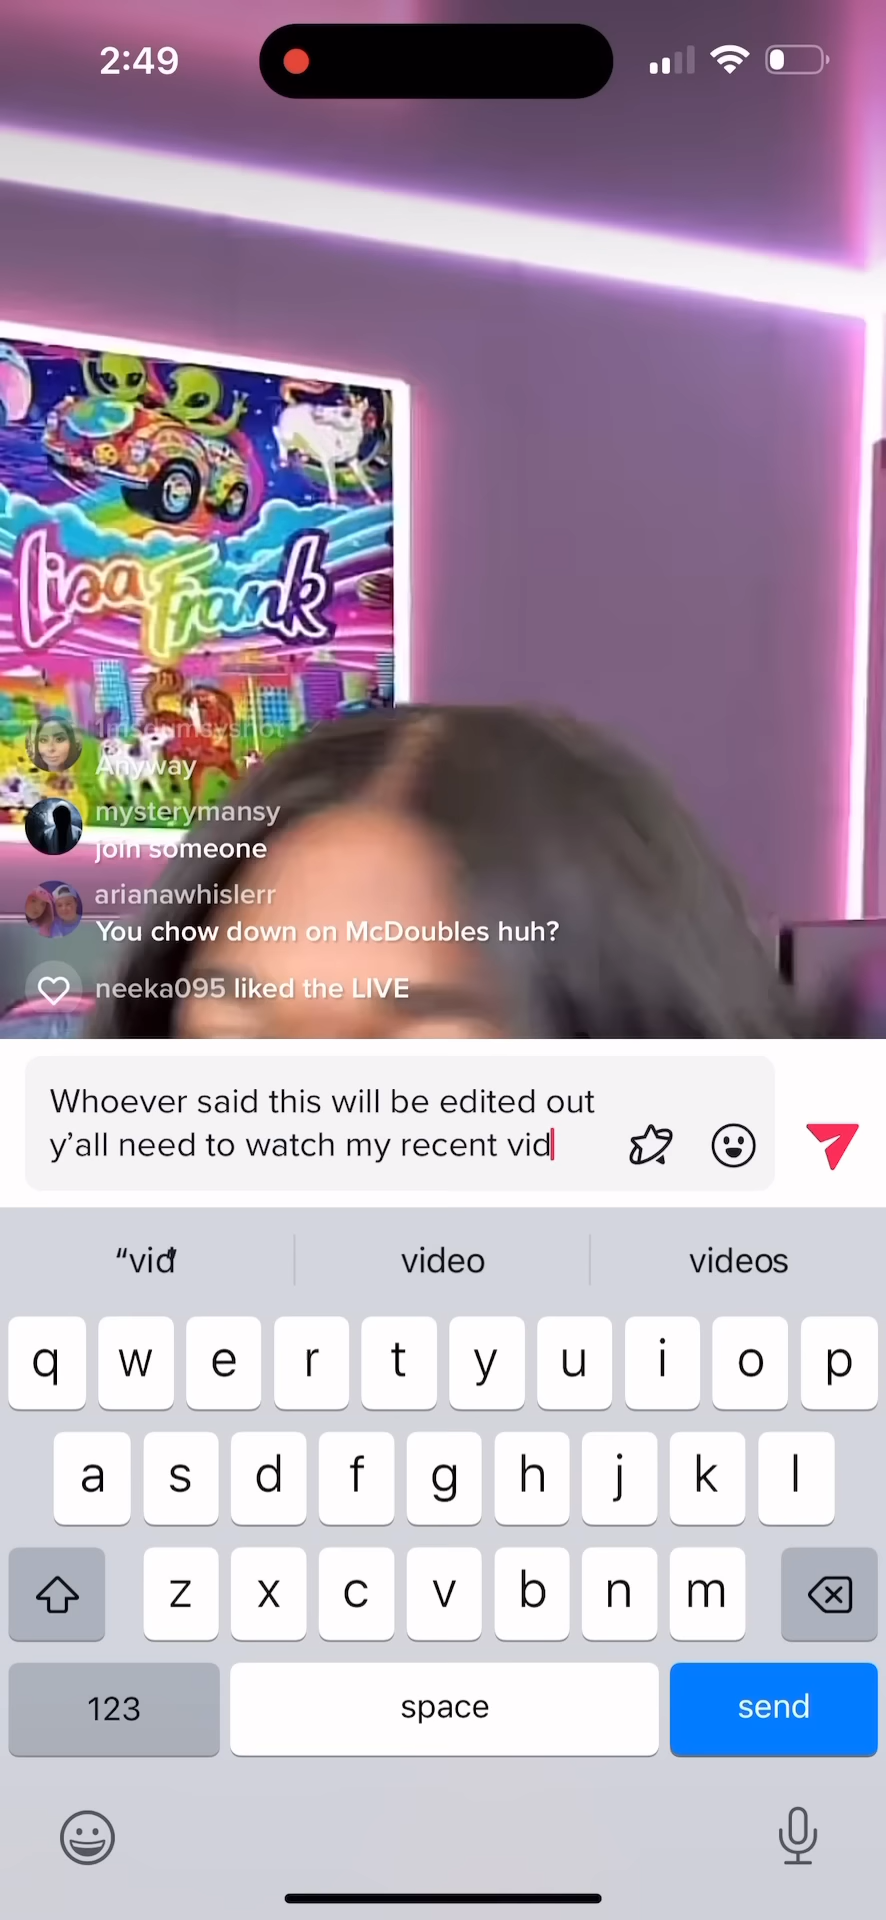 2:49
Lisa Frank
Anyway
mysterymansy
join someone
arianawhislerr
You chow down on McDoubles huh?
neeka095 liked the LIVE
Whoever said this will be edited out
y’all need to watch my recent vid
“vid” video videos
q w e r t y u i o p
a s d f g h j k l
z x c v b n m
123 space send